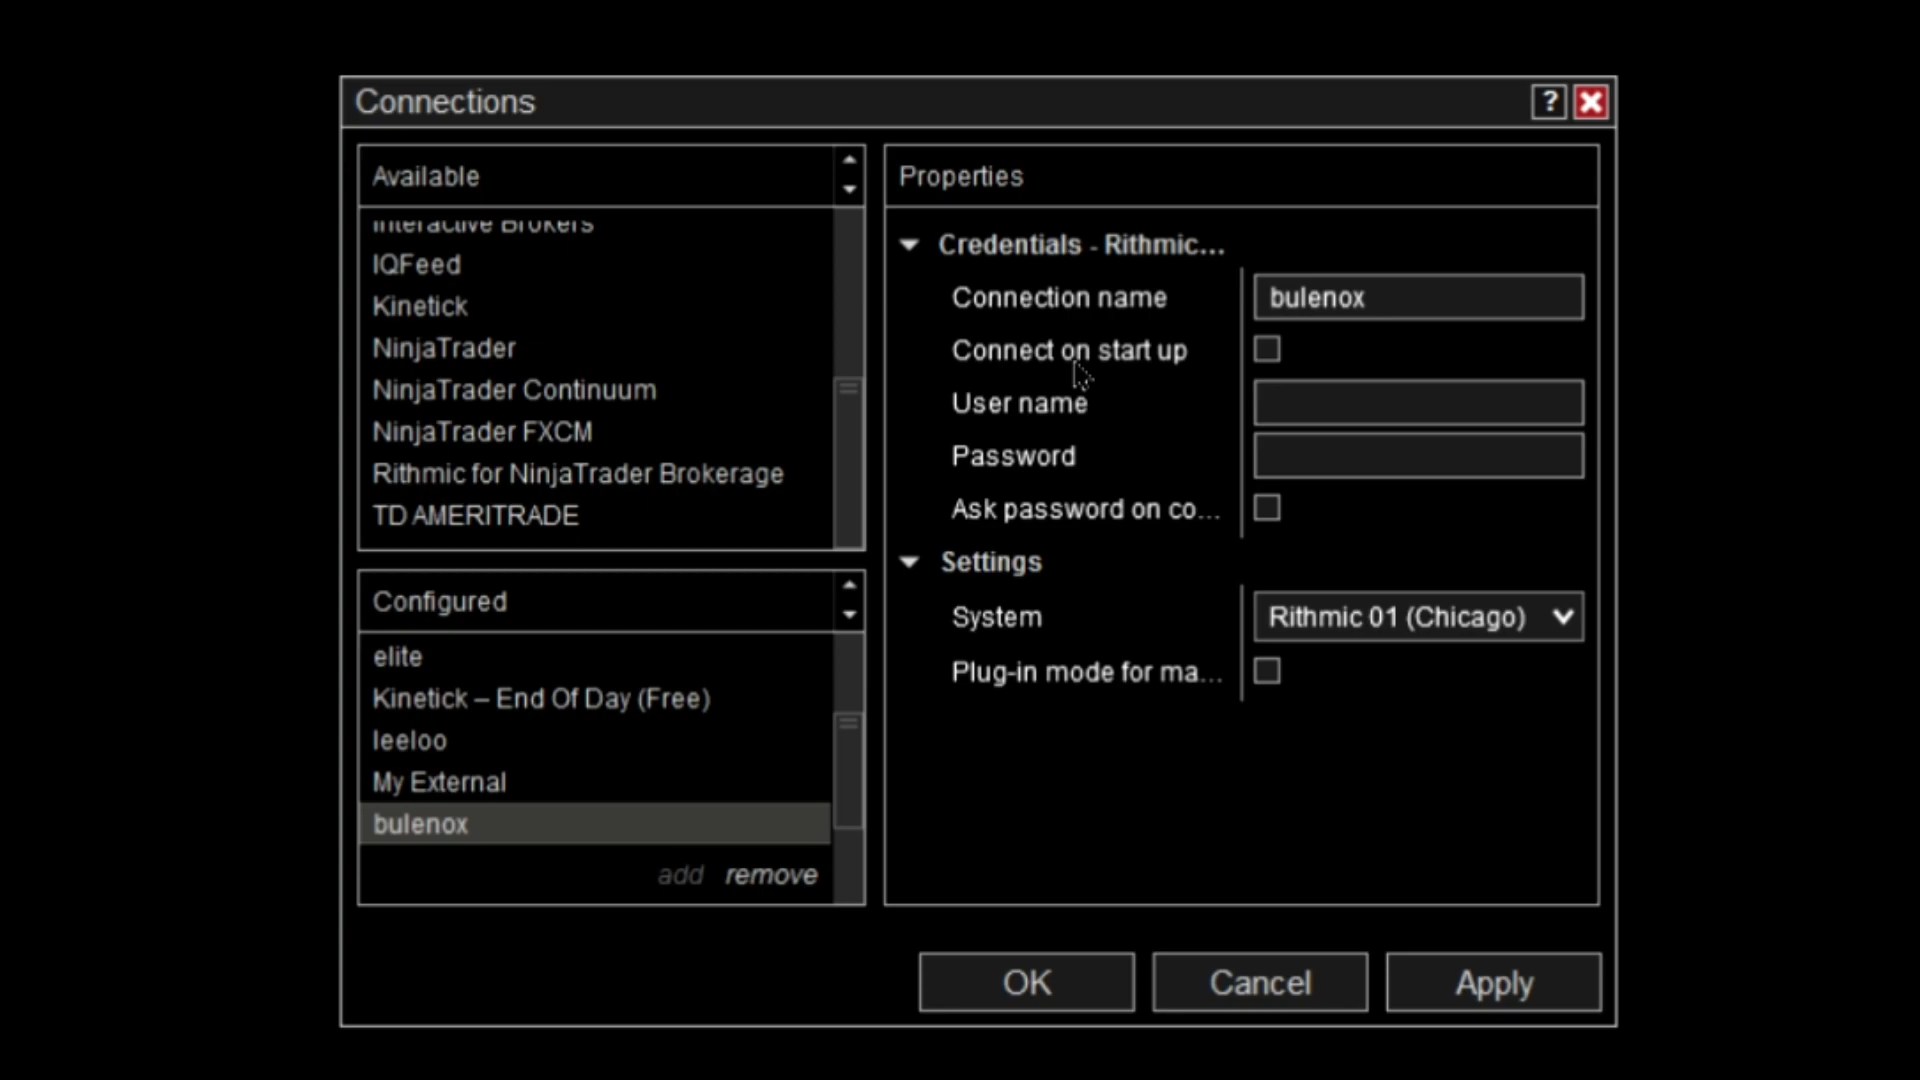 Connections
?
Available
Interactive Brokers
IQFeed
Kinetick
NinjaTrader
NinjaTrader Continuum
NinjaTrader FXCM
Rithmic for NinjaTrader Brokerage
TD AMERITRADE
Configured
elite
Kinetick – End Of Day (Free)
leeloo
My External
bulenox
add remove
Properties
Credentials - Rithmic...
Connection name bulenox
Connect on start up
User name
Password
Ask password on co...
Settings
System Rithmic 01 (Chicago)
Plug-in mode for ma...
OK Cancel Apply